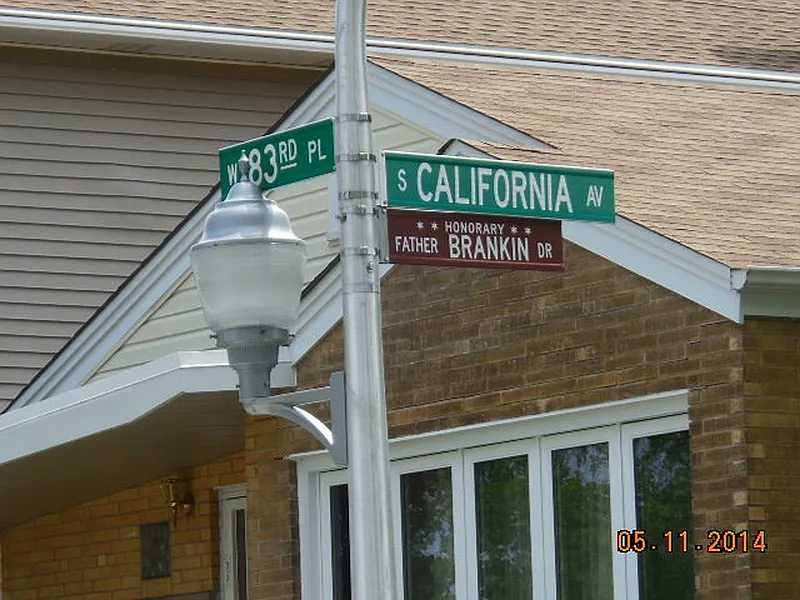 W 83RD PL
S CALIFORNIA AV
* * HONORARY * *
FATHER BRANKIN DR
05.11.2014